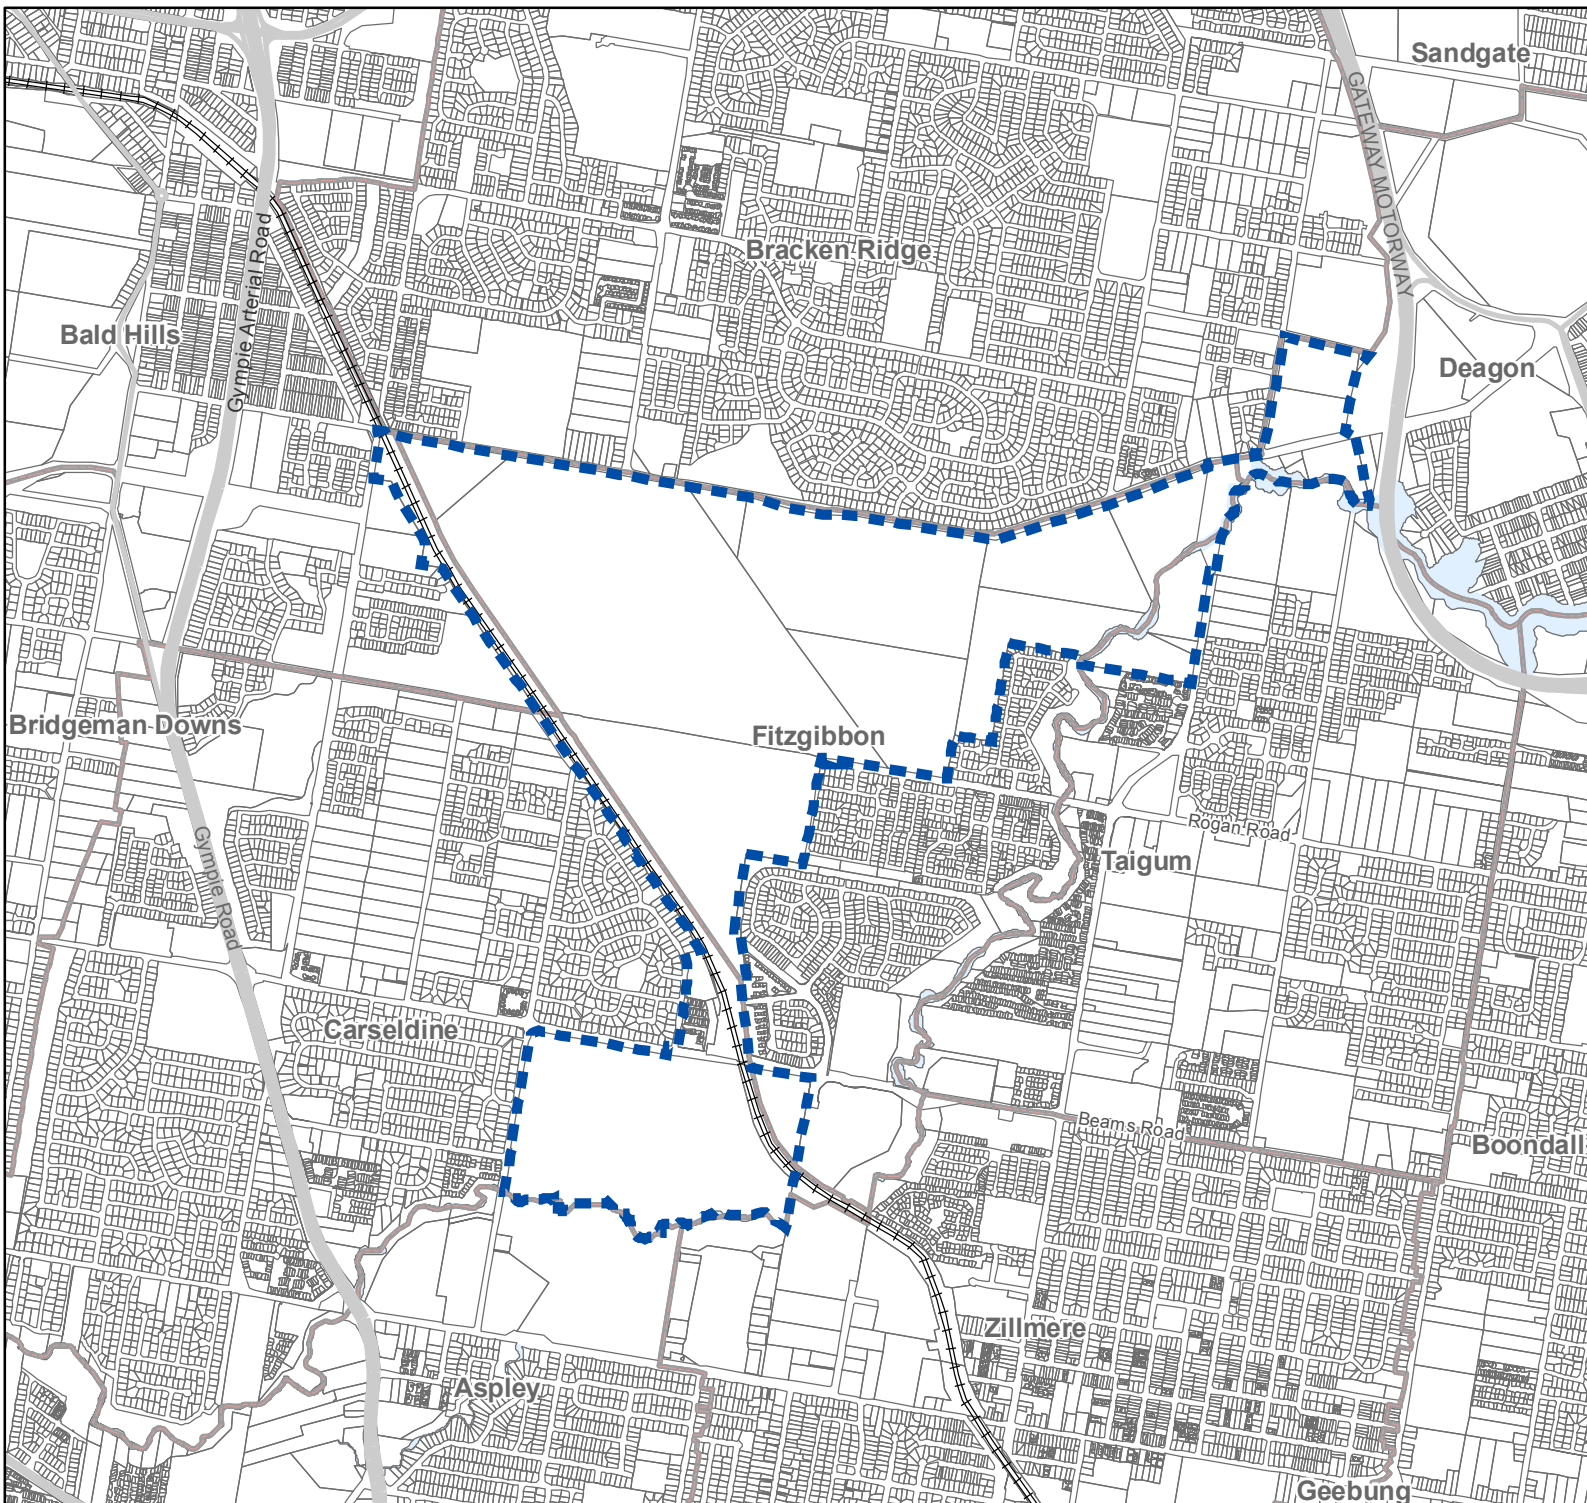 Sandgate
GATEWAY MOTORWAY
Bracken Ridge
Gympie Arterial Road
Bald Hills
Deagon
Bridgeman Downs
Fitzgibbon
Rogan Road
Taigum
Gympie Road
Carseldine
Beams Road
Boondall
Zillmere
Aspley
Geebung